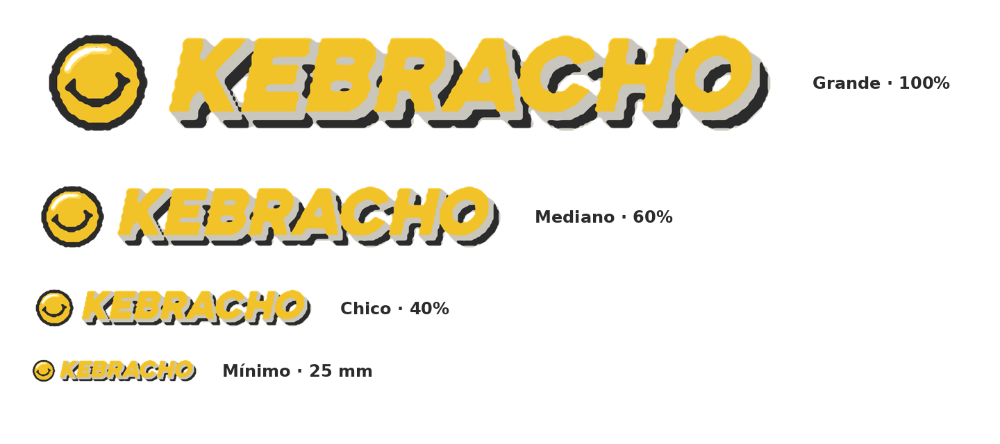 KEBRACHO Grande · 100%
KEBRACHO Mediano · 60%
KEBRACHO Chico · 40%
KEBRACHO Mínimo · 25 mm